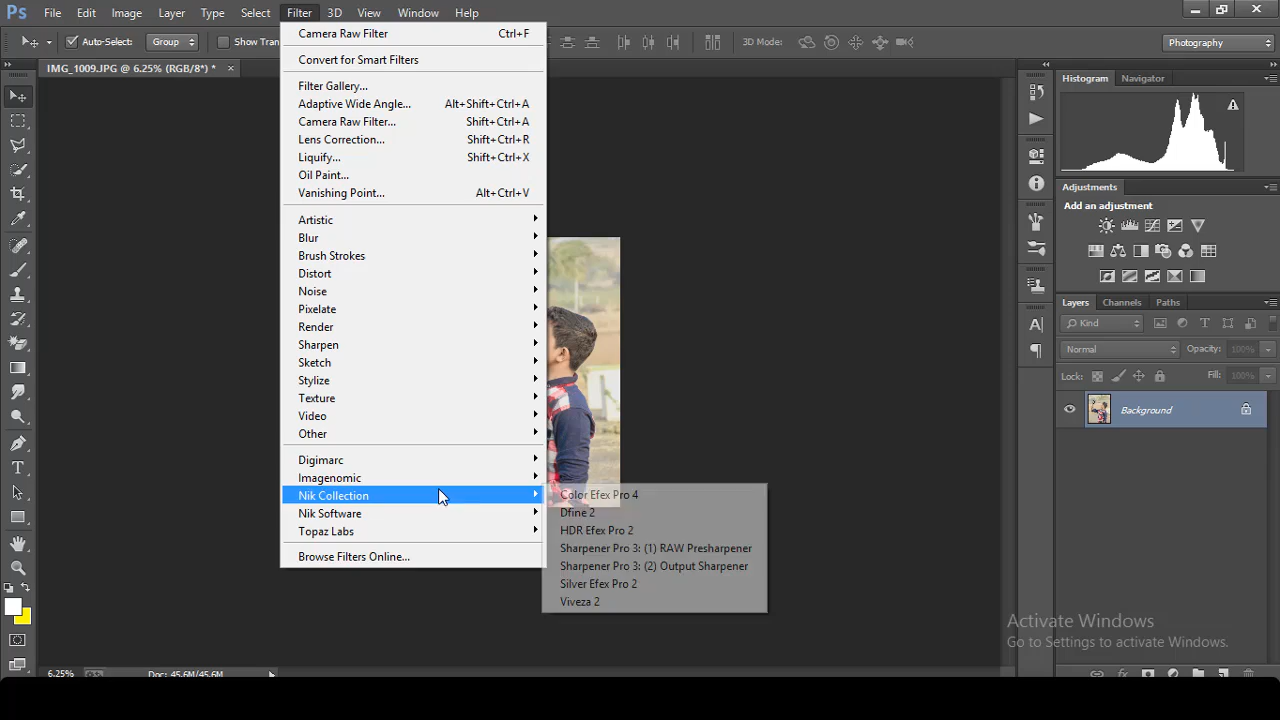 Ps File Edit Image Layer Type Select Filter 3D View Window Help
Auto-Select: Group Show Tran 3D Mode: Photography
IMG_1009.JPG @ 6.25% (RGB/8*) *
Camera Raw Filter Ctrl+F
Convert for Smart Filters
Filter Gallery...
Adaptive Wide Angle... Alt+Shift+Ctrl+A
Camera Raw Filter... Shift+Ctrl+A
Lens Correction... Shift+Ctrl+R
Liquify... Shift+Ctrl+X
Oil Paint...
Vanishing Point... Alt+Ctrl+V
Artistic
Blur
Brush Strokes
Distort
Noise
Pixelate
Render
Sharpen
Sketch
Stylize
Texture
Video
Other
Digimarc
Imagenomic
Nik Collection
Nik Software
Topaz Labs
Browse Filters Online...
Color Efex Pro 4
Dfine 2
HDR Efex Pro 2
Sharpener Pro 3: (1) RAW Presharpener
Sharpener Pro 3: (2) Output Sharpener
Silver Efex Pro 2
Viveza 2
Histogram Navigator
Adjustments
Add an adjustment
Layers Channels Paths
Kind
Normal Opacity: 100%
Lock: Fill: 100%
Background
Activate Windows
Go to Settings to activate Windows.
6.25% Doc: 45.6M/45.6M